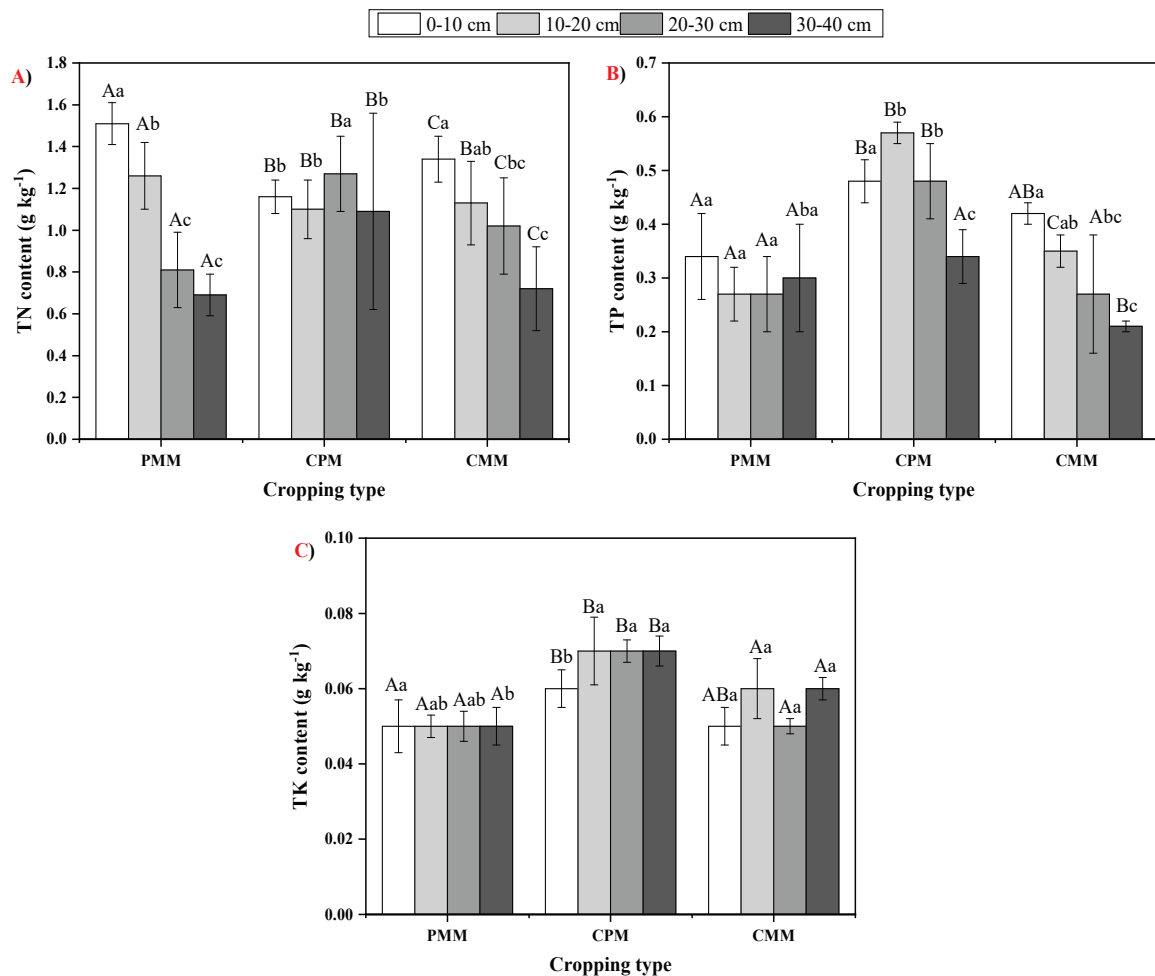 0-10 cm 10-20 cm 20-30 cm 30-40 cm
A)
TN content (g kg-1)
1.8
1.6
1.4
1.2
1.0
0.8
0.6
0.4
0.2
0.0
Aa Ab Ac Ac Bb Bb Ba Bb Ca Bab Cbc Cc
PMM CPM CMM
Cropping type
B)
TP content (g kg-1)
0.7
0.6
0.5
0.4
0.3
0.2
0.1
0.0
Aa Aa Aa Aba Ba Bb Bb Ac ABa Cab Abc Bc
PMM CPM CMM
Cropping type
C)
TK content (g kg-1)
0.10
0.08
0.06
0.04
0.02
0.00
Aa Aab Aab Ab Bb Ba Ba Ba ABa Aa Aa Aa
PMM CPM CMM
Cropping type